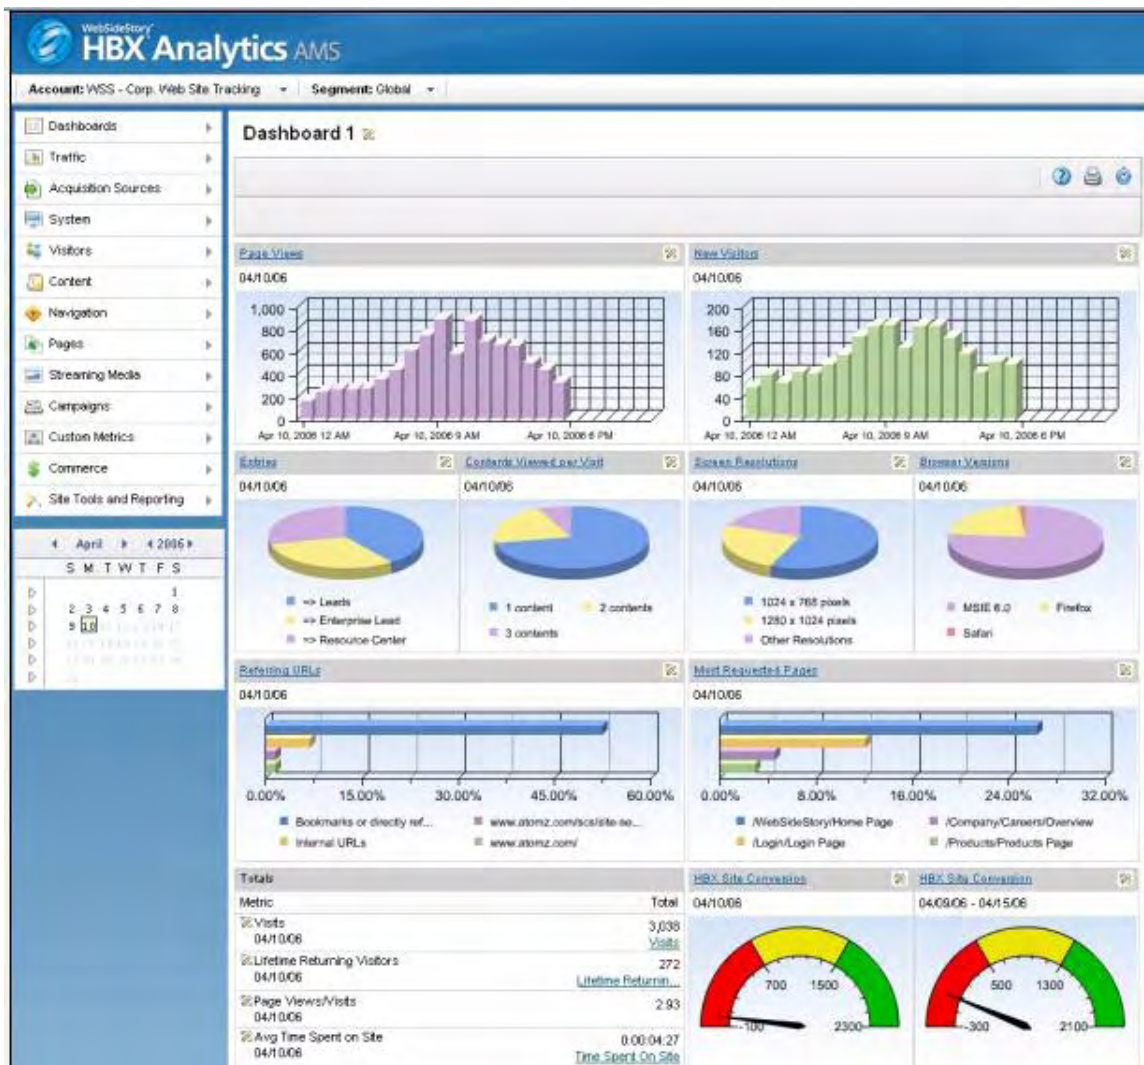 WebSideStory
HBX Analytics AMS
Account: WSS - Corp. Web Site Tracking Segment: Global
Dashboards
Traffic
Acquisition Sources
System
Visitors
Content
Navigation
Pages
Streaming Media
Campaigns
Custom Metrics
Commerce
Site Tools and Reporting
April 2006
S M T W T F S
1
2 3 4 5 6 7 8
9 10
Dashboard 1
Page Views
04/10/06
1,000
800
600
400
200
0
Apr 10, 2006 12 AM Apr 10, 2006 9 AM Apr 10, 2006 6 PM
New Visitors
04/10/06
200
160
120
80
40
0
Apr 10, 2006 12 AM Apr 10, 2006 9 AM Apr 10, 2006 6 PM
Entries
04/10/06
=> Leads
=> Enterprise Lead
=> Resource Center
Contents Viewed per Visit
04/10/06
1 content 2 contents
3 contents
Screen Resolutions
04/10/06
1024 x 768 pixels
1280 x 1024 pixels
Other Resolutions
Browser Versions
04/10/06
MSIE 6.0 Firefox
Safari
Referring URLs
04/10/06
0.00% 15.00% 30.00% 45.00% 60.00%
Bookmarks or directly ref... www.atomz.com/scs/site-se...
Internal URLs www.atomz.com/
Most Requested Pages
04/10/06
0.00% 8.00% 16.00% 24.00% 32.00%
/WebSideStory/Home Page /Company/Careers/Overview
/Login/Login Page /Products/Products Page
Totals
Metric Total
Visits 3,038
04/10/06 Visits
Lifetime Returning Visitors 272
04/10/06 Lifetime Returnin...
Page Views/Visits 2.93
04/10/06
Avg Time Spent on Site 0:00:04:27
04/10/06 Time Spent On Site
HBX Site Conversion
04/10/06
700 1500
-100 2300
HBX Site Conversion
04/09/06 - 04/15/06
500 1300
-300 2100